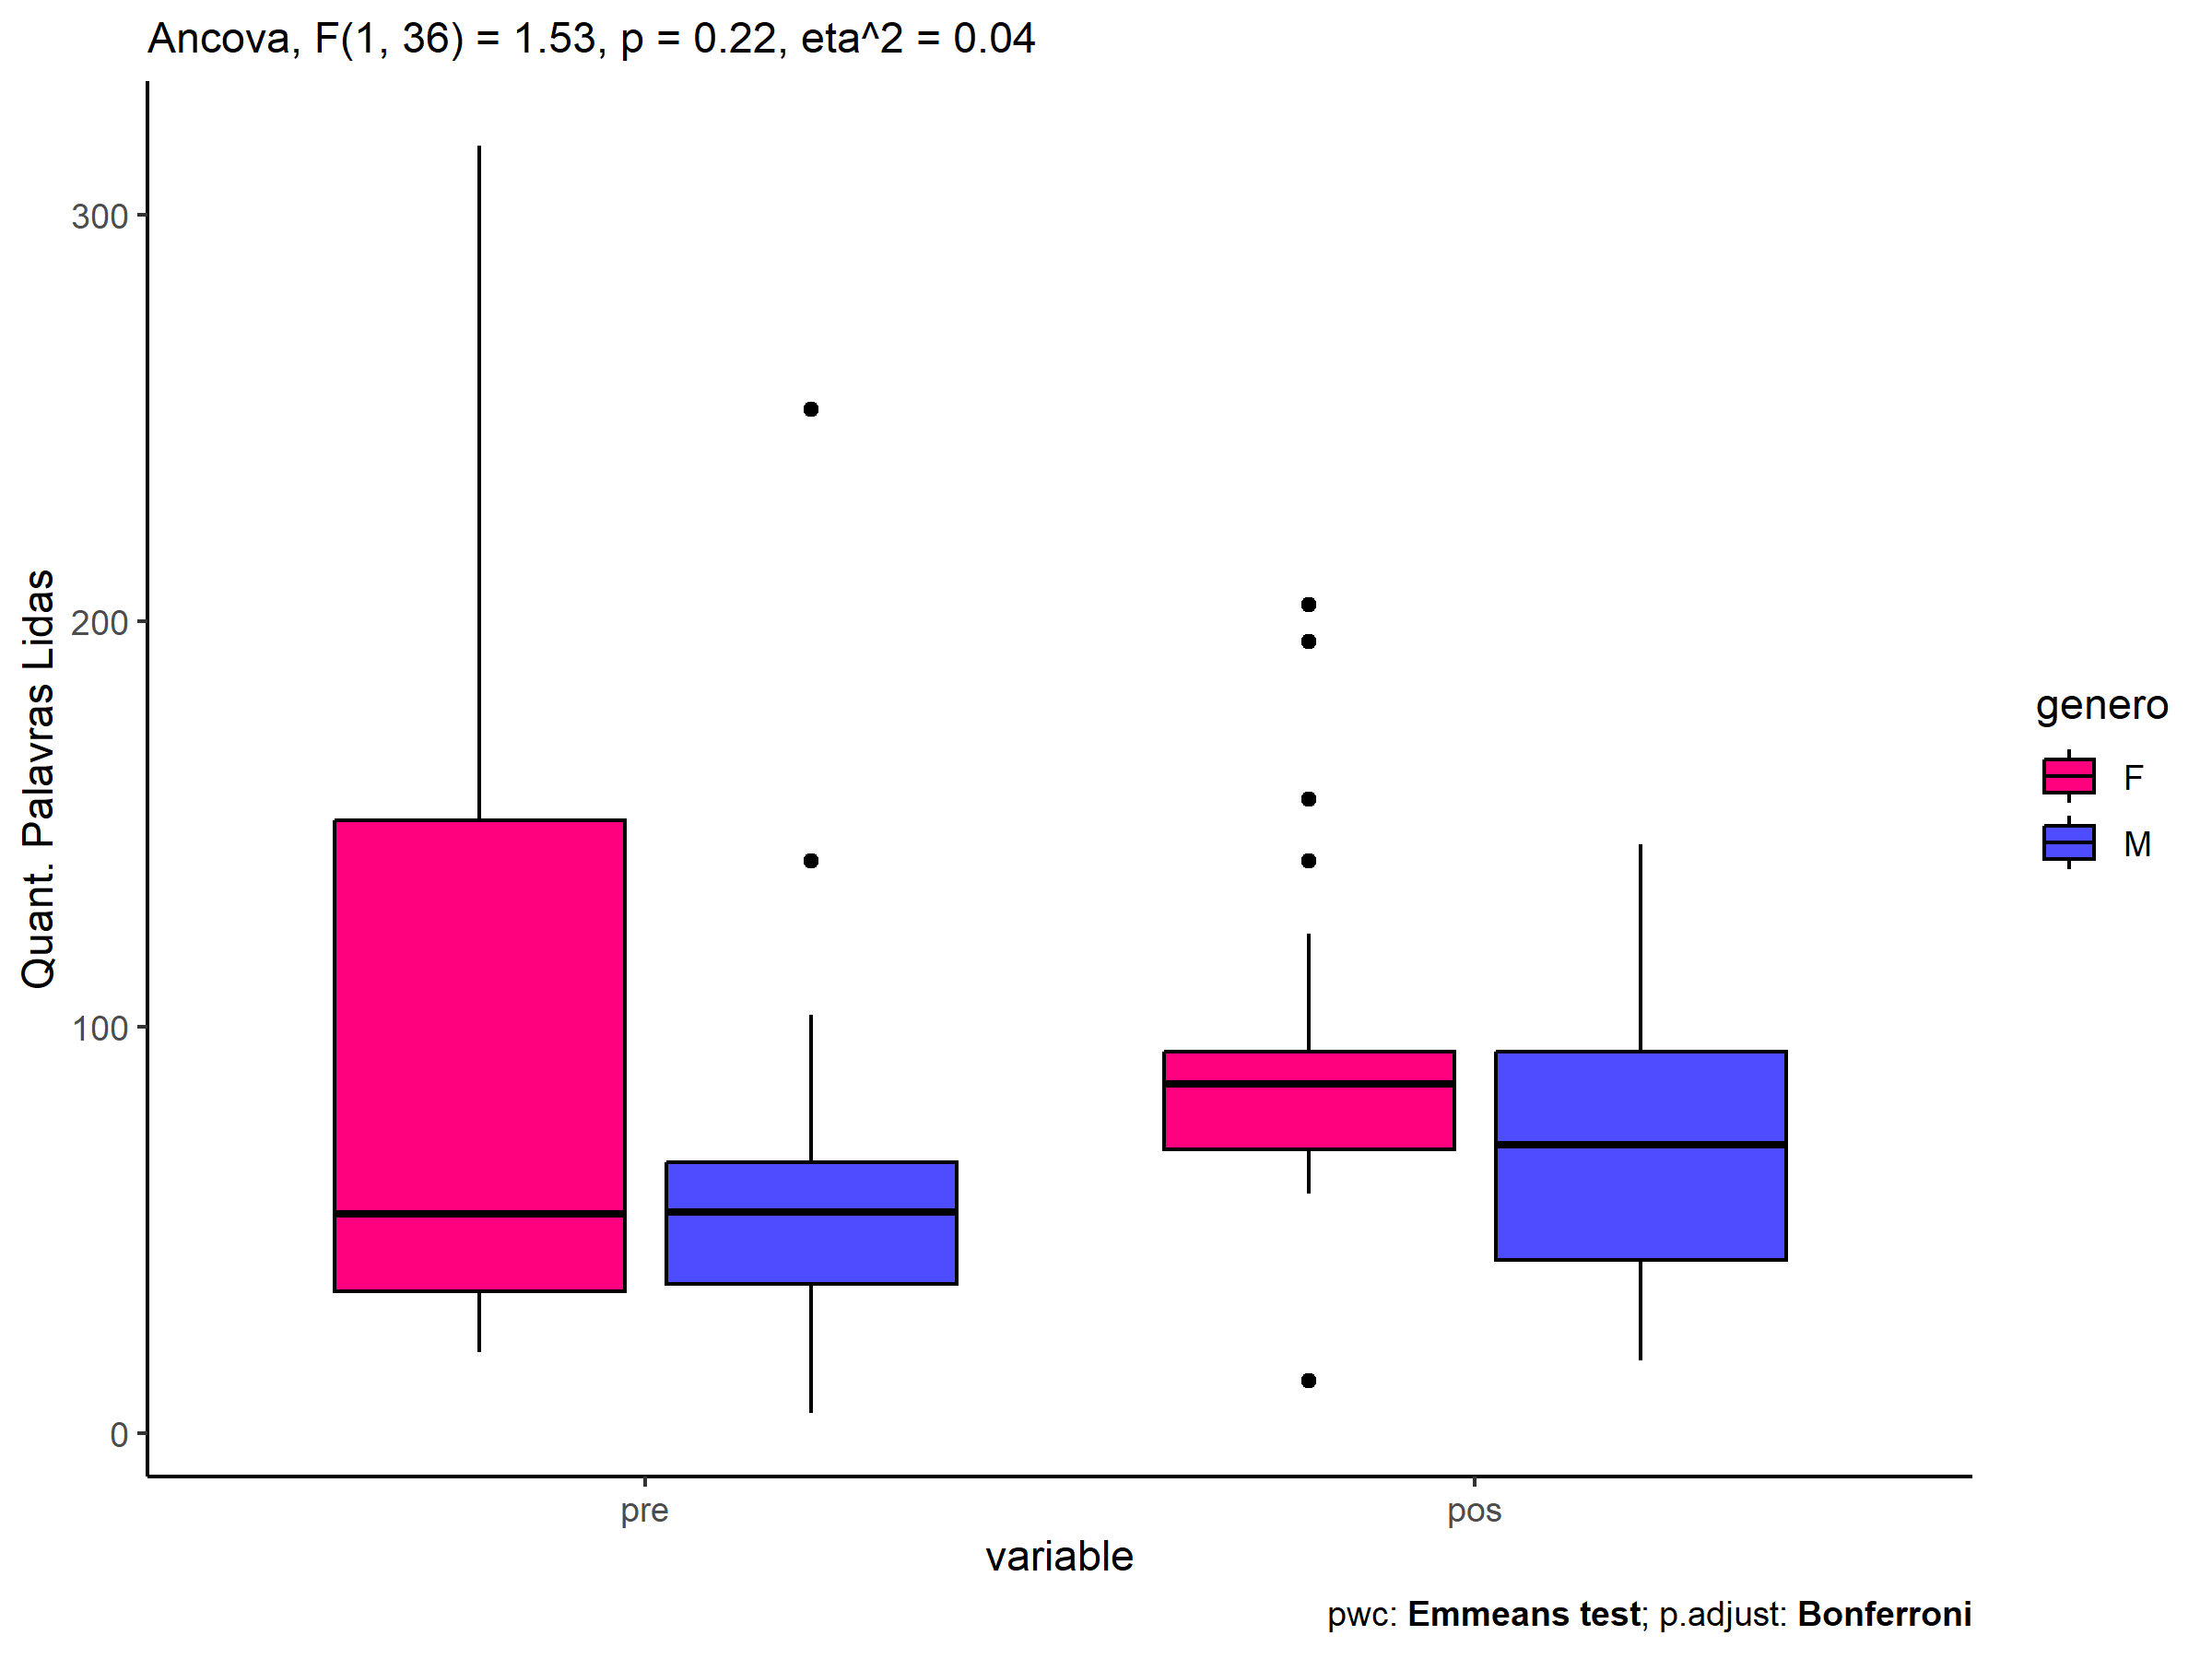 Ancova, F(1, 36) = 1.53, p = 0.22, eta^2 = 0.04
Quant. Palavras Lidas
300
200
100
0
pre
pos
variable
genero
F
M
pwc: Emmeans test; p.adjust: Bonferroni